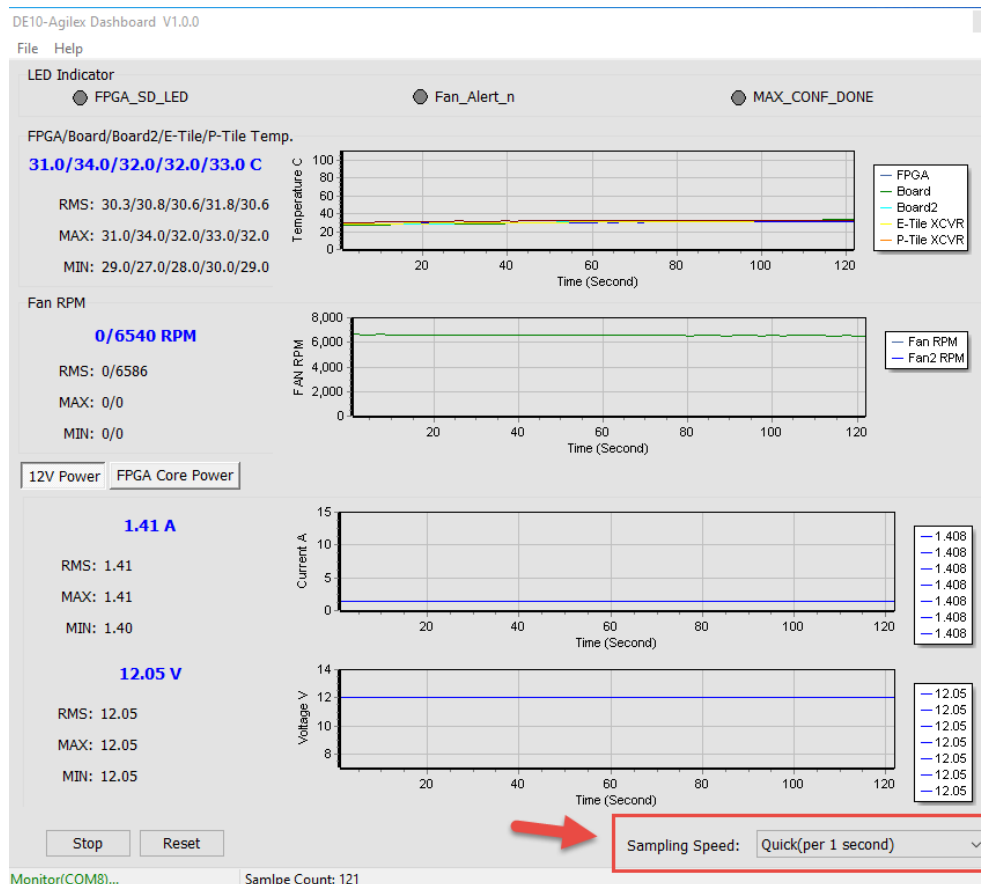 DE10-Agilex Dashboard V1.0.0
File Help
LED Indicator
FPGA_SD_LED Fan_Alert_n MAX_CONF_DONE
FPGA/Board/Board2/E-Tile/P-Tile Temp.
31.0/34.0/32.0/32.0/33.0 C
RMS: 30.3/30.8/30.6/31.8/30.6
MAX: 31.0/34.0/32.0/33.0/32.0
MIN: 29.0/27.0/28.0/30.0/29.0
Temperature C
100
80
60
40
20
0
20 40 60 80 100 120
Time (Second)
FPGA
Board
Board2
E-Tile XCVR
P-Tile XCVR
Fan RPM
0/6540 RPM
RMS: 0/6586
MAX: 0/0
MIN: 0/0
FAN RPM
8,000
6,000
4,000
2,000
0
20 40 60 80 100 120
Time (Second)
Fan RPM
Fan2 RPM
12V Power FPGA Core Power
1.41 A
RMS: 1.41
MAX: 1.41
MIN: 1.40
Current A
15
10
5
0
20 40 60 80 100 120
Time (Second)
1.408
1.408
1.408
1.408
1.408
1.408
1.408
12.05 V
RMS: 12.05
MAX: 12.05
MIN: 12.05
Voltage V
14
12
10
8
20 40 60 80 100 120
Time (Second)
12.05
12.05
12.05
12.05
12.05
12.05
12.05
Stop Reset
Sampling Speed: Quick(per 1 second)
Monitor(COM8)... Samlpe Count: 121